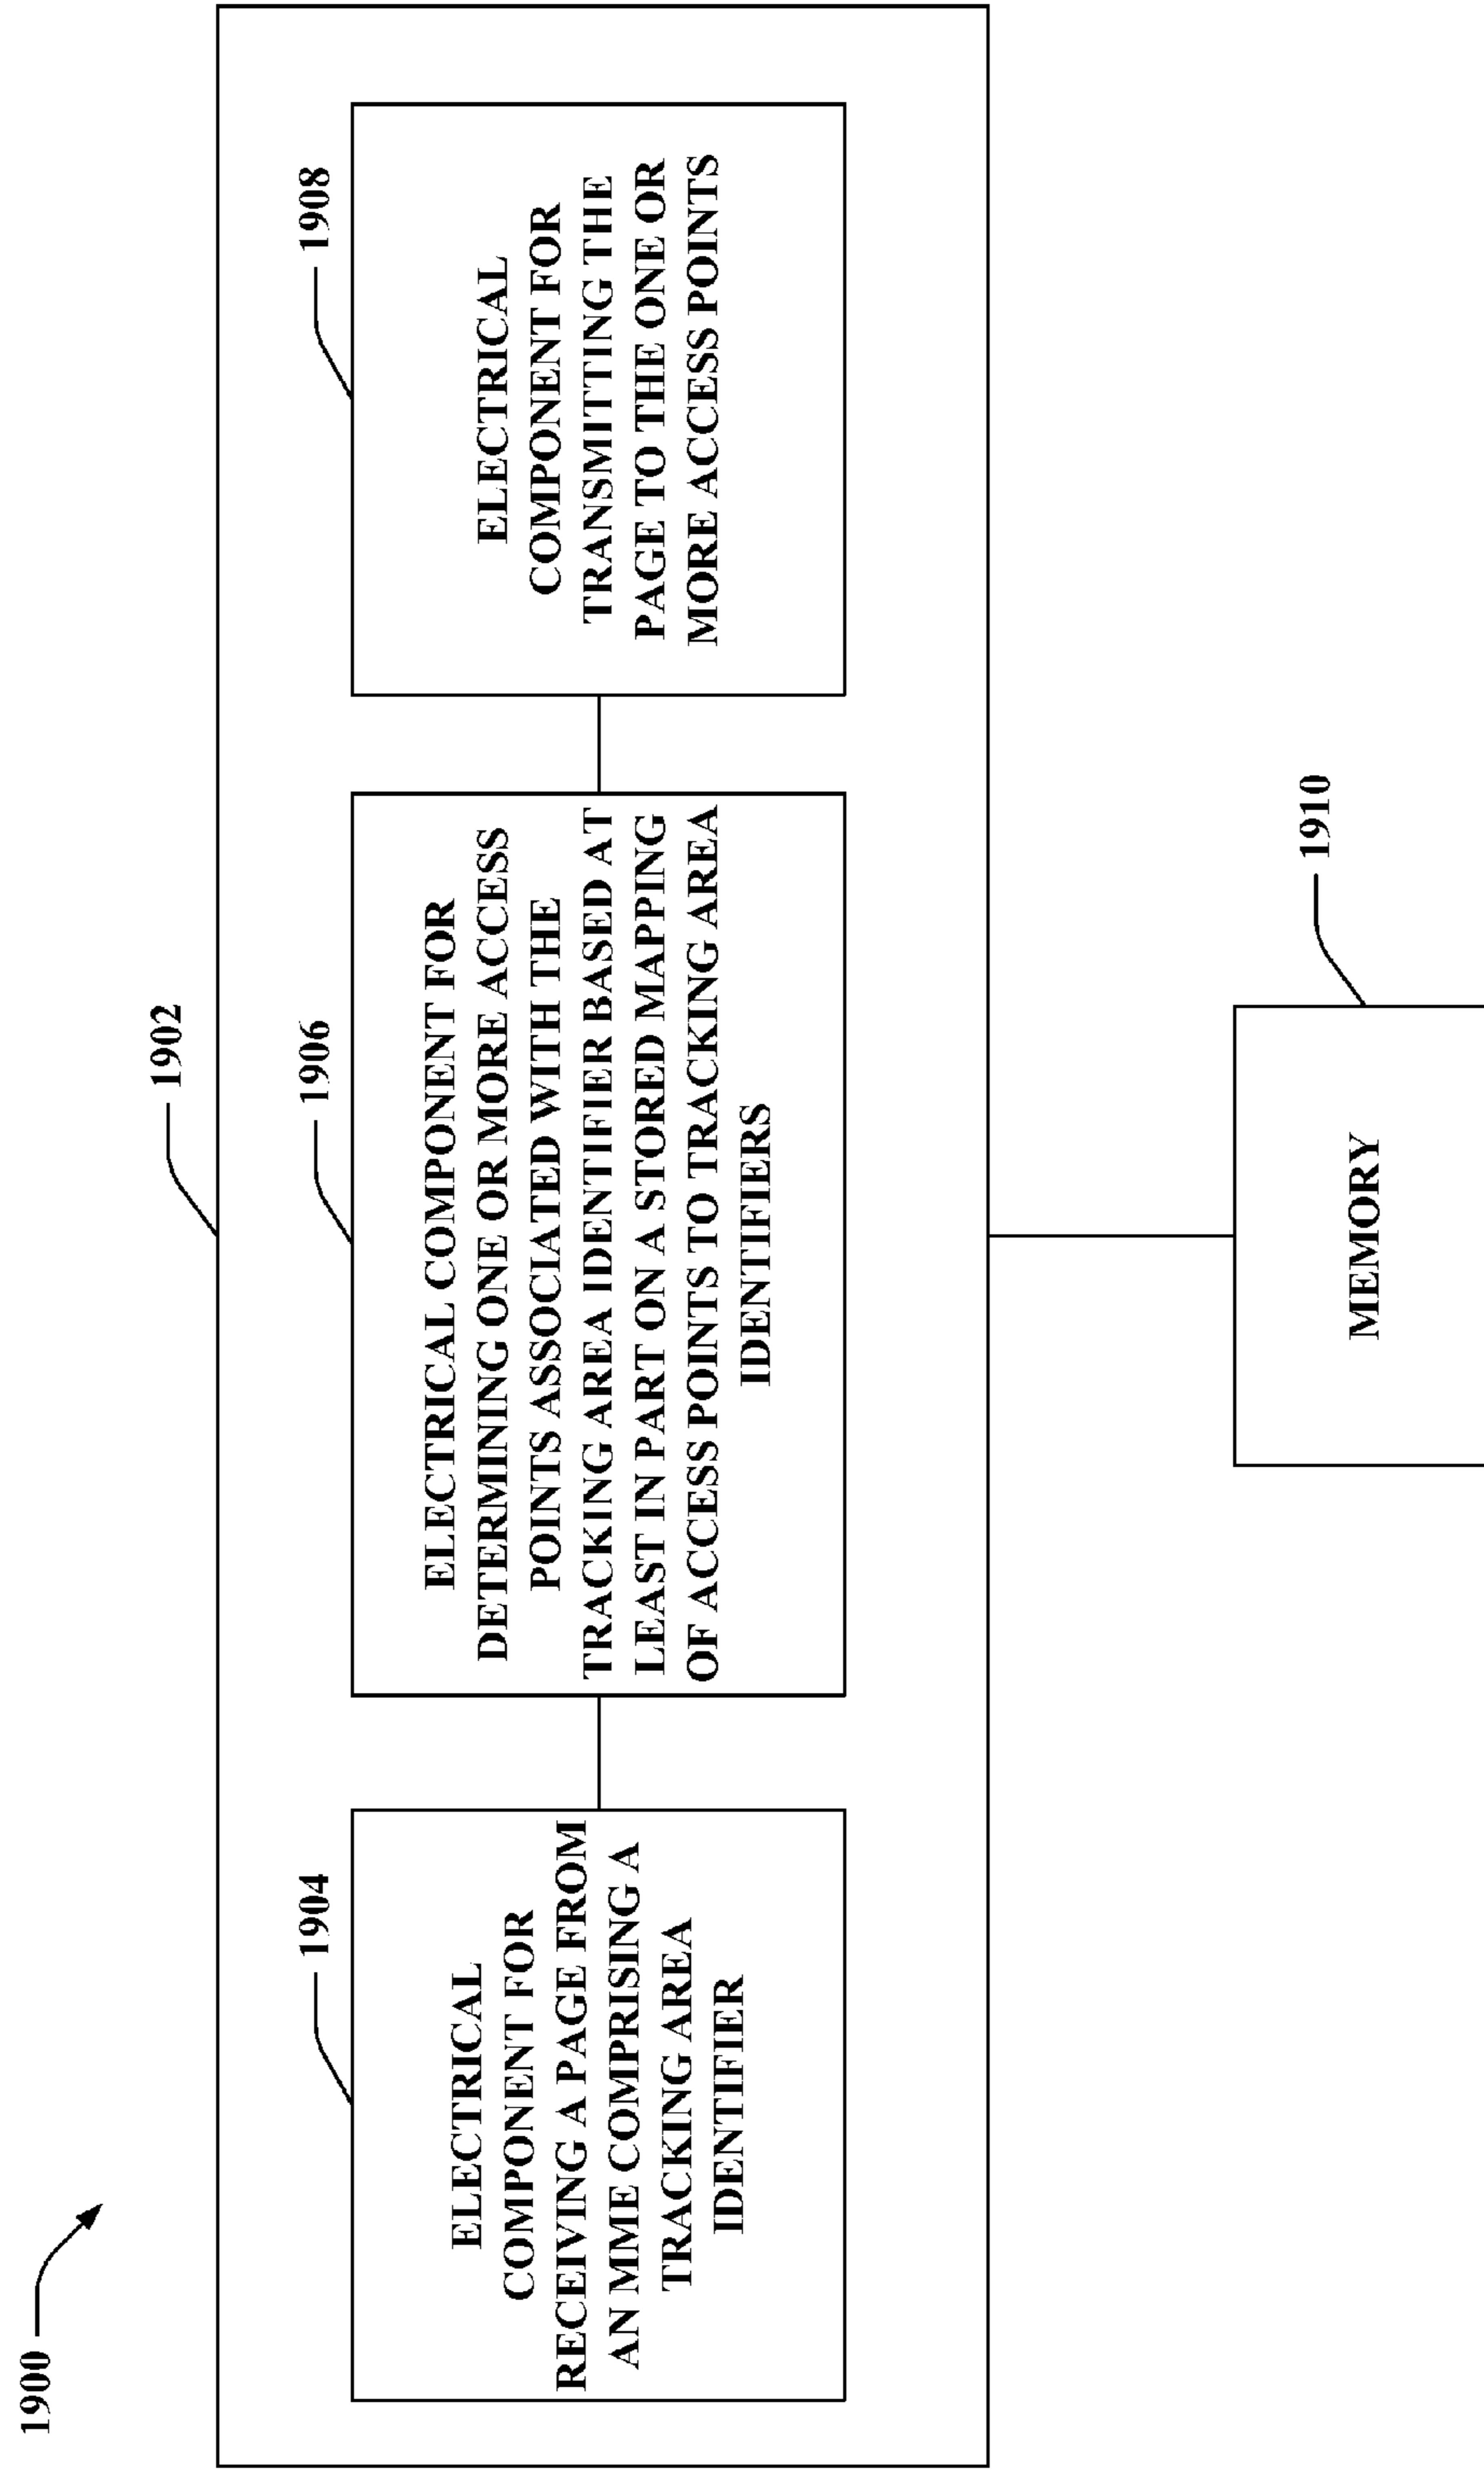 1900
1902
1904
ELECTRICAL
COMPONENT FOR
RECEIVING A PAGE FROM
AN MME COMPRISING A
TRACKING AREA
IDENTIFIER
1906
ELECTRICAL COMPONENT FOR
DETERMINING ONE OR MORE ACCESS
POINTS ASSOCIATED WITH THE
TRACKING AREA IDENTIFIER BASED AT
LEAST IN PART ON A STORED MAPPING
OF ACCESS POINTS TO TRACKING AREA
IDENTIFIERS
1908
ELECTRICAL
COMPONENT FOR
TRANSMITTING THE
PAGE TO THE ONE OR
MORE ACCESS POINTS
1910
MEMORY